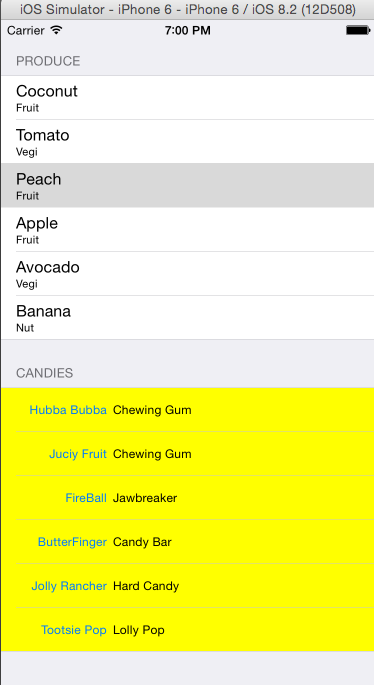 iOS Simulator - iPhone 6 - iPhone 6 / iOS 8.2 (12D508)
Carrier 7:00 PM
PRODUCE
Coconut
Fruit
Tomato
Vegi
Peach
Fruit
Apple
Fruit
Avocado
Vegi
Banana
Nut
CANDIES
Hubba Bubba Chewing Gum
Juciy Fruit Chewing Gum
FireBall Jawbreaker
ButterFinger Candy Bar
Jolly Rancher Hard Candy
Tootsie Pop Lolly Pop